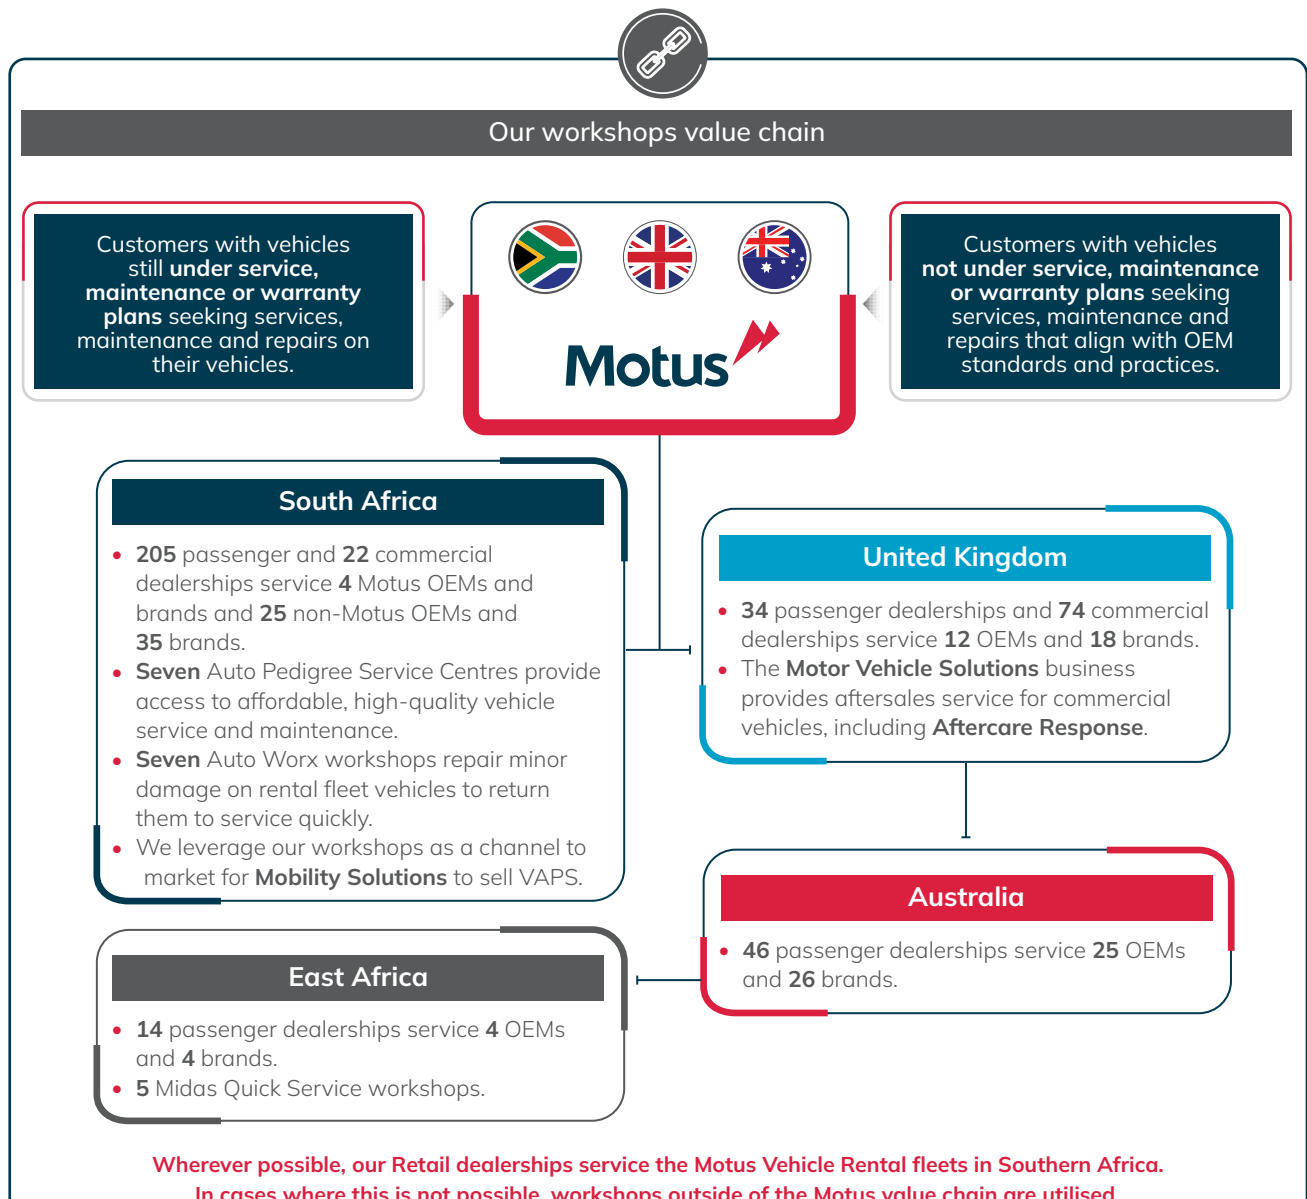 Our workshops value chain
Customers with vehicles
still under service,
maintenance or warranty
plans seeking services,
maintenance and repairs on
their vehicles.
Motus
Customers with vehicles
not under service, maintenance
or warranty plans seeking
services, maintenance and
repairs that align with OEM
standards and practices.
South Africa
• 205 passenger and 22 commercial
dealerships service 4 Motus OEMs and
brands and 25 non-Motus OEMs and
35 brands.
• Seven Auto Pedigree Service Centres provide
access to affordable, high-quality vehicle
service and maintenance.
• Seven Auto Worx workshops repair minor
damage on rental fleet vehicles to return
them to service quickly.
• We leverage our workshops as a channel to
market for Mobility Solutions to sell VAPS.
United Kingdom
• 34 passenger dealerships and 74 commercial
dealerships service 12 OEMs and 18 brands.
• The Motor Vehicle Solutions business
provides aftersales service for commercial
vehicles, including Aftercare Response.
Australia
• 46 passenger dealerships service 25 OEMs
and 26 brands.
East Africa
• 14 passenger dealerships service 4 OEMs
and 4 brands.
• 5 Midas Quick Service workshops.
Wherever possible, our Retail dealerships service the Motus Vehicle Rental fleets in Southern Africa.
In cases where this is not possible, workshops outside of the Motus value chain are utilised.